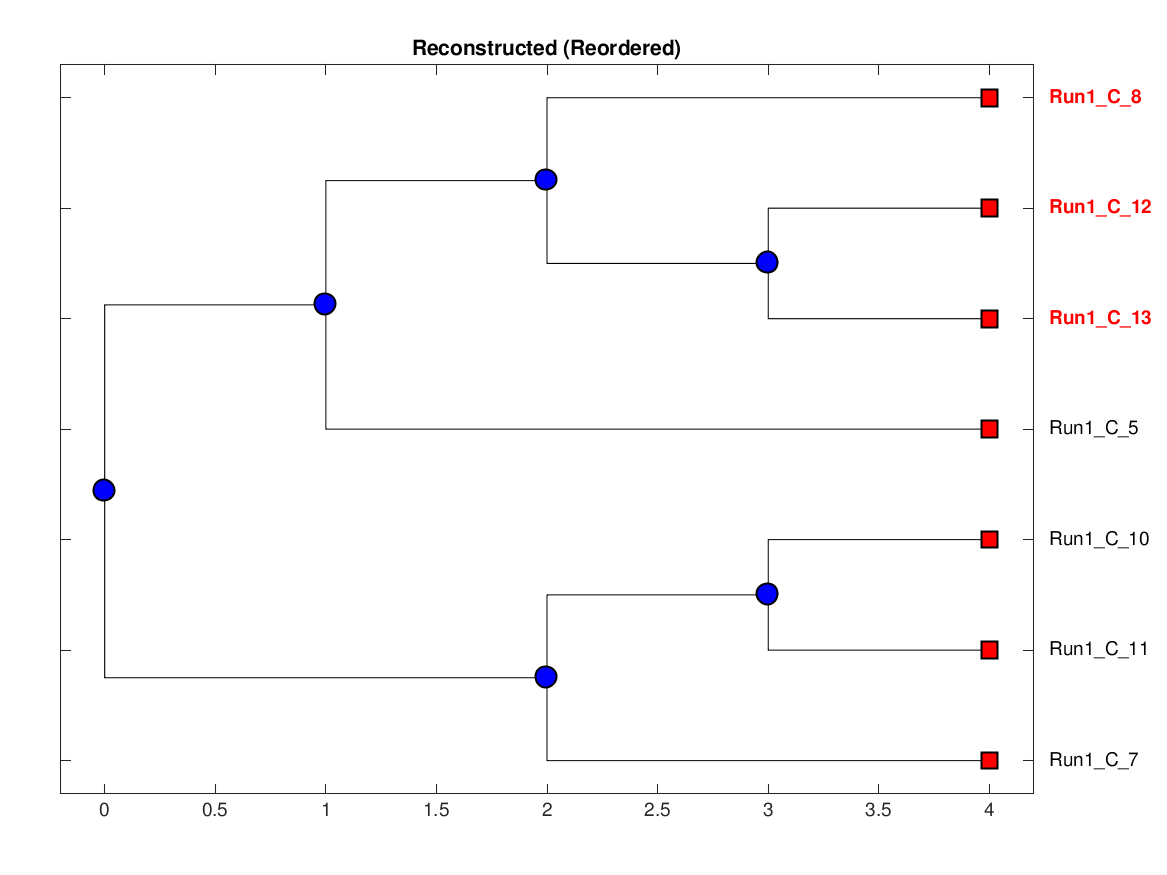 Reconstructed (Reordered)
Run1_C_8
Run1_C_12
Run1_C_13
Run1_C_5
Run1_C_10
Run1_C_11
Run1_C_7
0 0.5 1 1.5 2 2.5 3 3.5 4